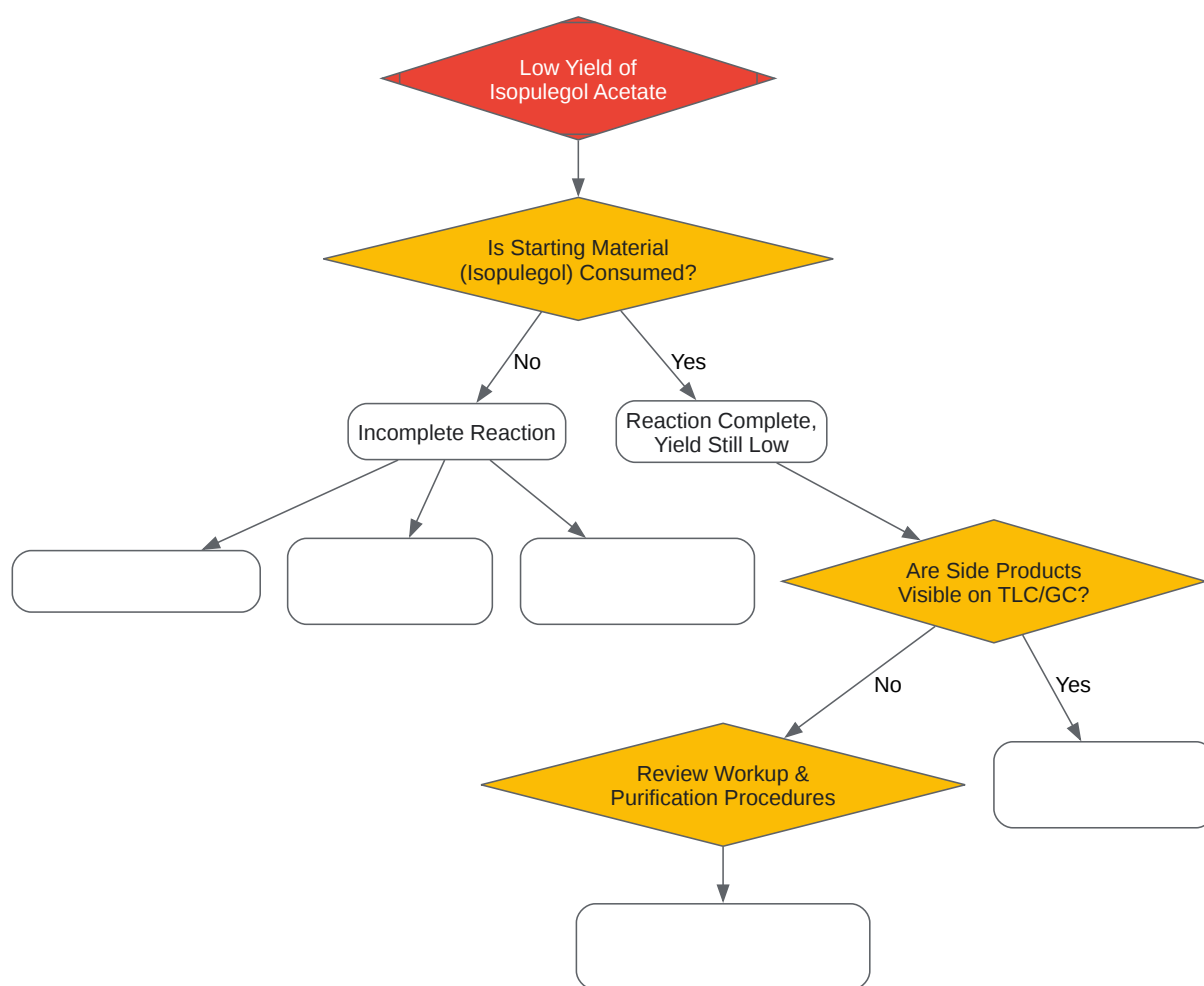 Low Yield of
Isopulegol Acetate
Is Starting Material
(Isopulegol) Consumed?
No
Yes
Incomplete Reaction
Reaction Complete,
Yield Still Low
Are Side Products
Visible on TLC/GC?
No
Yes
Review Workup &
Purification Procedures